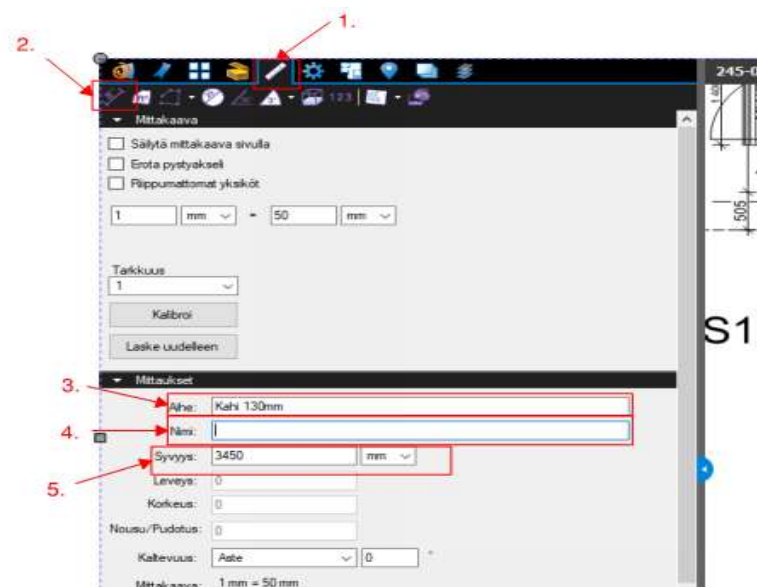 1.
2.
245-0
123
Mittakaava
Säilytä mittakaava sivulla
Erota pystyakseli
Riippumattomat yksiköt
1 mm = 50 mm
505
Tarkkuus
1
Kalibroi
Laske uudelleen
S1
Mittaukset
3.
Aihe: Kahi 130mm
4.
Nimi:
5.
Syvyys: 3450 mm
Leveys: 0
Korkeus: 0
Nousu/Pudotus: 0
Kaltevuus: Aste 0 °
Mittakaava: 1 mm = 50 mm